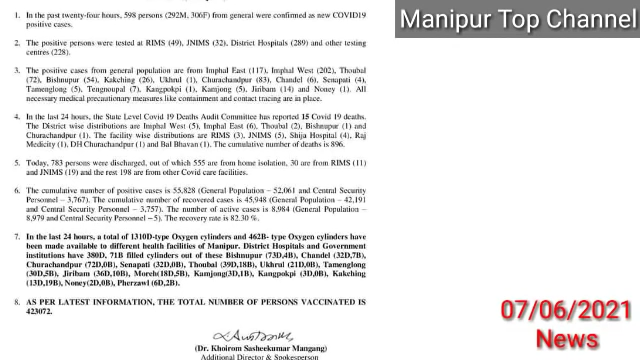 Manipur Top Channel
1. In the past twenty-four hours, 598 persons (292M, 306F) from general were confirmed as new COVID19
positive cases.
2. The positive persons were tested at RIMS (49), JNIMS (32), District Hospitals (289) and other testing
centres (228).
3. The positive cases from general population are from Imphal East (117), Imphal West (202), Thoubal
(72), Bishnupur (54), Kakching (26), Ukhrul (1), Churachandpur (83), Chandel (6), Senapati (4),
Tamenglong (5), Tengnoupal (7), Kangpokpi (1), Kamjong (5), Jiribam (14) and Noney (1). All
necessary medical precautionary measures like containment and contact tracing are in place.
4. In the last 24 hours, the State Level Covid 19 Deaths Audit Committee has reported 15 Covid 19 deaths.
The District wise distributions are Imphal West (5), Imphal East (6), Thoubal (2), Bishnupur (1) and
Churachandpur (1). The facility wise distributions are RIMS (3), JNIMS (5), Shija Hospital (4), Raj
Medicity (1), DH Churachandpur (1) and Bal Bhavan (1). The cumulative number of deaths is 896.
5. Today, 783 persons were discharged, out of which 555 are from home isolation, 30 are from RIMS (11)
and JNIMS (19) and the rest 198 are from other Covid care facilities.
6. The cumulative number of positive cases is 55,828 (General Population – 52,061 and Central Security
Personnel – 3,767). The cumulative number of recovered cases is 45,948 (General Population – 42,191
and Central Security Personnel – 3,757). The number of active cases is 8,984 (General Population –
8,979 and Central Security Personnel – 5). The recovery rate is 82.30 %.
7. In the last 24 hours, a total of 1310D-type Oxygen cylinders and 462B- type Oxygen cylinders have
been made available to different health facilities of Manipur. District Hospitals and Government
institutions have 380D, 71B filled cylinders out of these Bishnupur (73D,4B), Chandel (32D,7B),
Churachandpur (72D,0B), Senapati (32D,0B), Thoubal (39D,18D), Ukhrul (21D,0B), Tamenglong
(30D,5B), Jiribam (36D,10B), Moreh(18D,5B), Kamjong(3D,1B), Kangpokpi (3D,0B), Kakching
(13D,19B), Noney(2D,0B), Pherzawl (6D,2B).
8. AS PER LATEST INFORMATION, THE TOTAL NUMBER OF PERSONS VACCINATED IS
423072.
(Dr. Khoirom Sasheekumar Mangang)
Additional Director & Spokesperson
07/06/2021
News